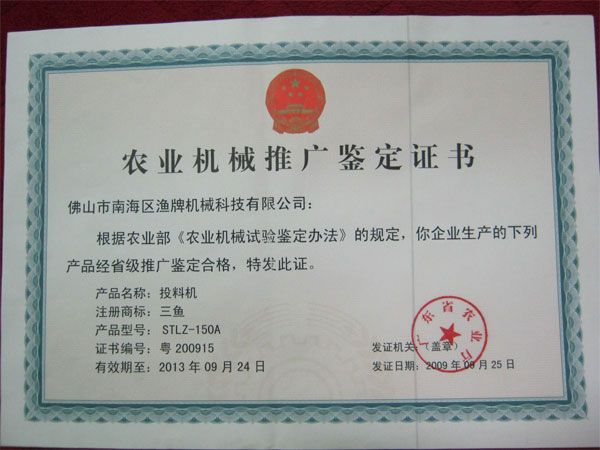 农业机械推广鉴定证书
佛山市南海区渔牌机械科技有限公司：
根据农业部《农业机械试验鉴定办法》的规定，你企业生产的下列
产品经省级推广鉴定合格，特发此证。
产品名称：投料机
注册商标：三鱼
产品型号： STLZ-150A
证书编号：粤 200915
有效期至：2013 年 09 月 24 日
广东省农业厅
发证机关：（盖章）
发证日期：2009 年 09 月 25 日